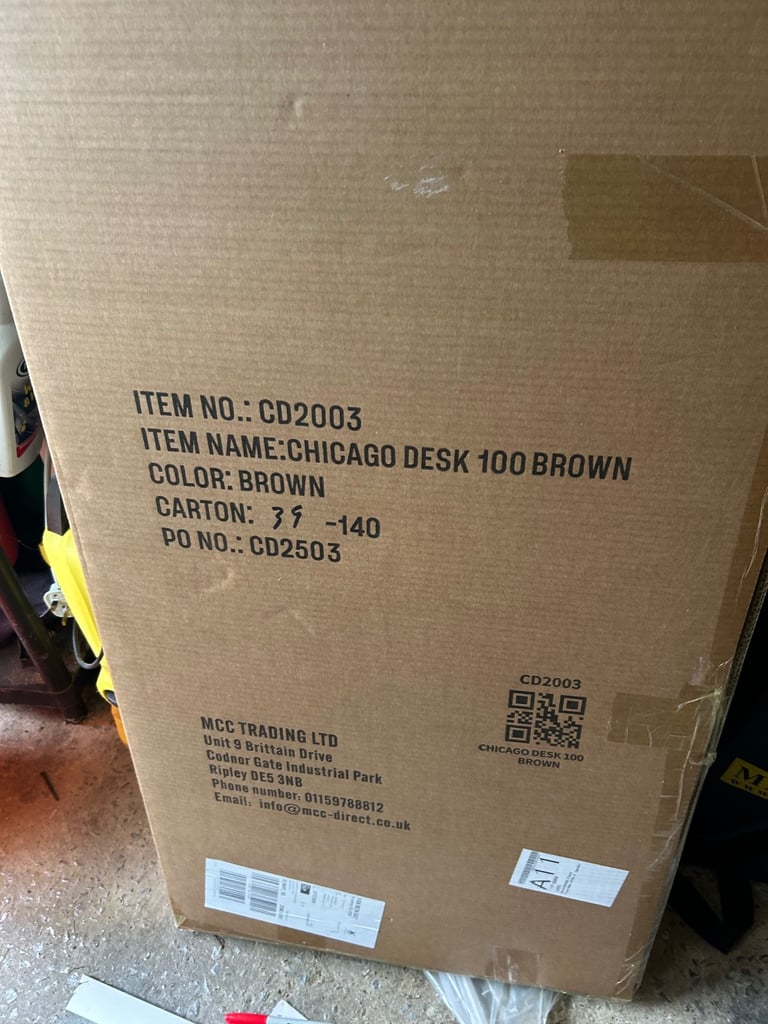 ITEM NO.: CD2003
ITEM NAME:CHICAGO DESK 100 BROWN
COLOR: BROWN
CARTON: 39 -140
PO NO.: CD2503
CD2003
CHICAGO DESK 100
BROWN
MCC TRADING LTD
Unit 9 Brittain Drive
Codnor Gate Industrial Park
Ripley DE5 3NB
Phone number: 01159788812
Email: info@mcc-direct.co.uk
A11